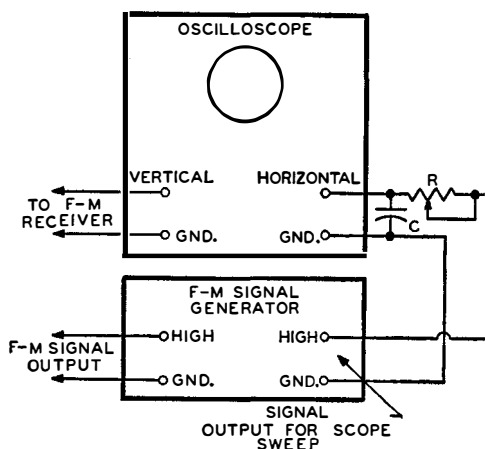 OSCILLOSCOPE
VERTICAL
HORIZONTAL
R
TO F-M
RECEIVER
GND.
GND.
C
F-M SIGNAL
GENERATOR
HIGH
HIGH
F-M SIGNAL
OUTPUT
GND.
GND.
SIGNAL
OUTPUT FOR SCOPE
SWEEP